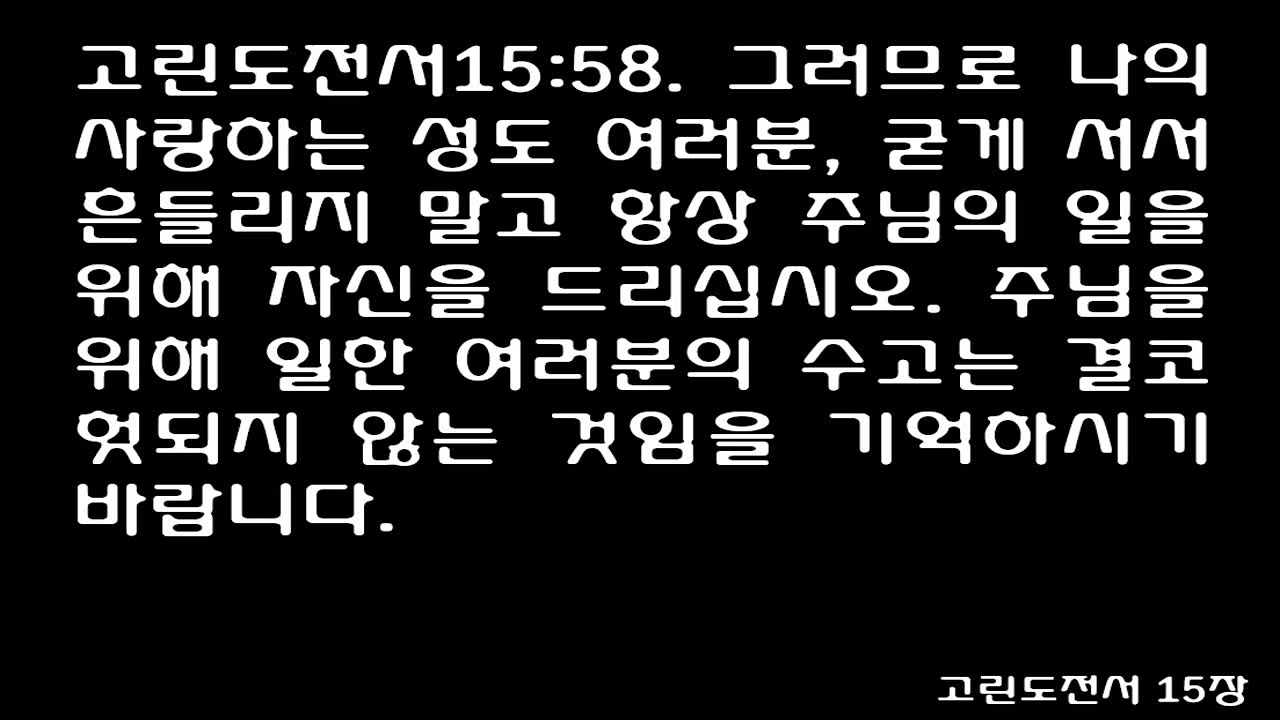 고린도전서15:58. 그러므로 나의
사랑하는 성도 여러분, 굳게 서서
흔들리지 말고 항상 주님의 일을
위해 자신을 드리십시오. 주님을
위해 일한 여러분의 수고는 결코
헛되지 않는 것임을 기억하시기
바랍니다.
고린도전서 15장